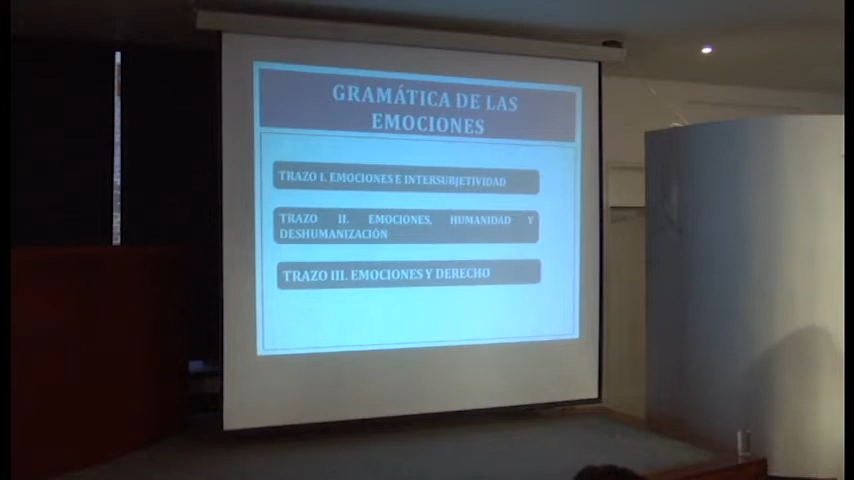 GRAMÁTICA DE LAS
EMOCIONES
TRAZO I. EMOCIONES E INTERSUBJETIVIDAD
TRAZO II. EMOCIONES, HUMANIDAD Y
DESHUMANIZACIÓN
TRAZO III. EMOCIONES Y DERECHO